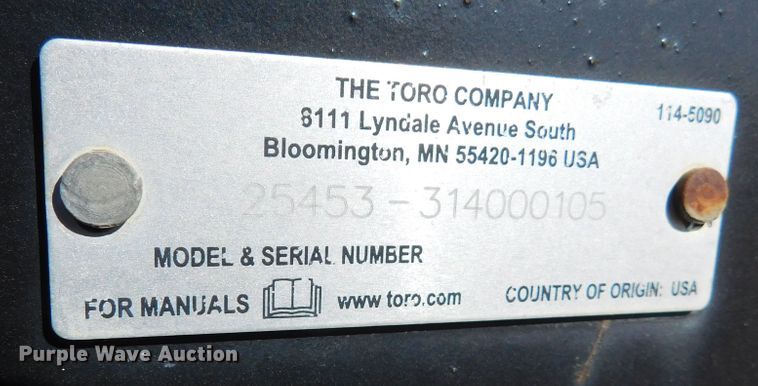 THE TORO COMPANY
114-5090
8111 Lyndale Avenue South
Bloomington, MN 55420-1196 USA
25453-314000105
MODEL & SERIAL NUMBER
FOR MANUALS www toro.com
COUNTRY OF ORIGIN: USA
Purple Wave Auction